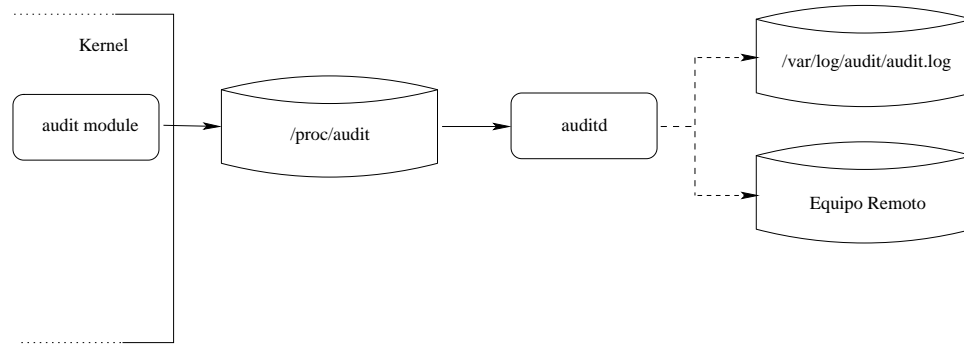 Kernel
audit module
/proc/audit
auditd
/var/log/audit/audit.log
Equipo Remoto